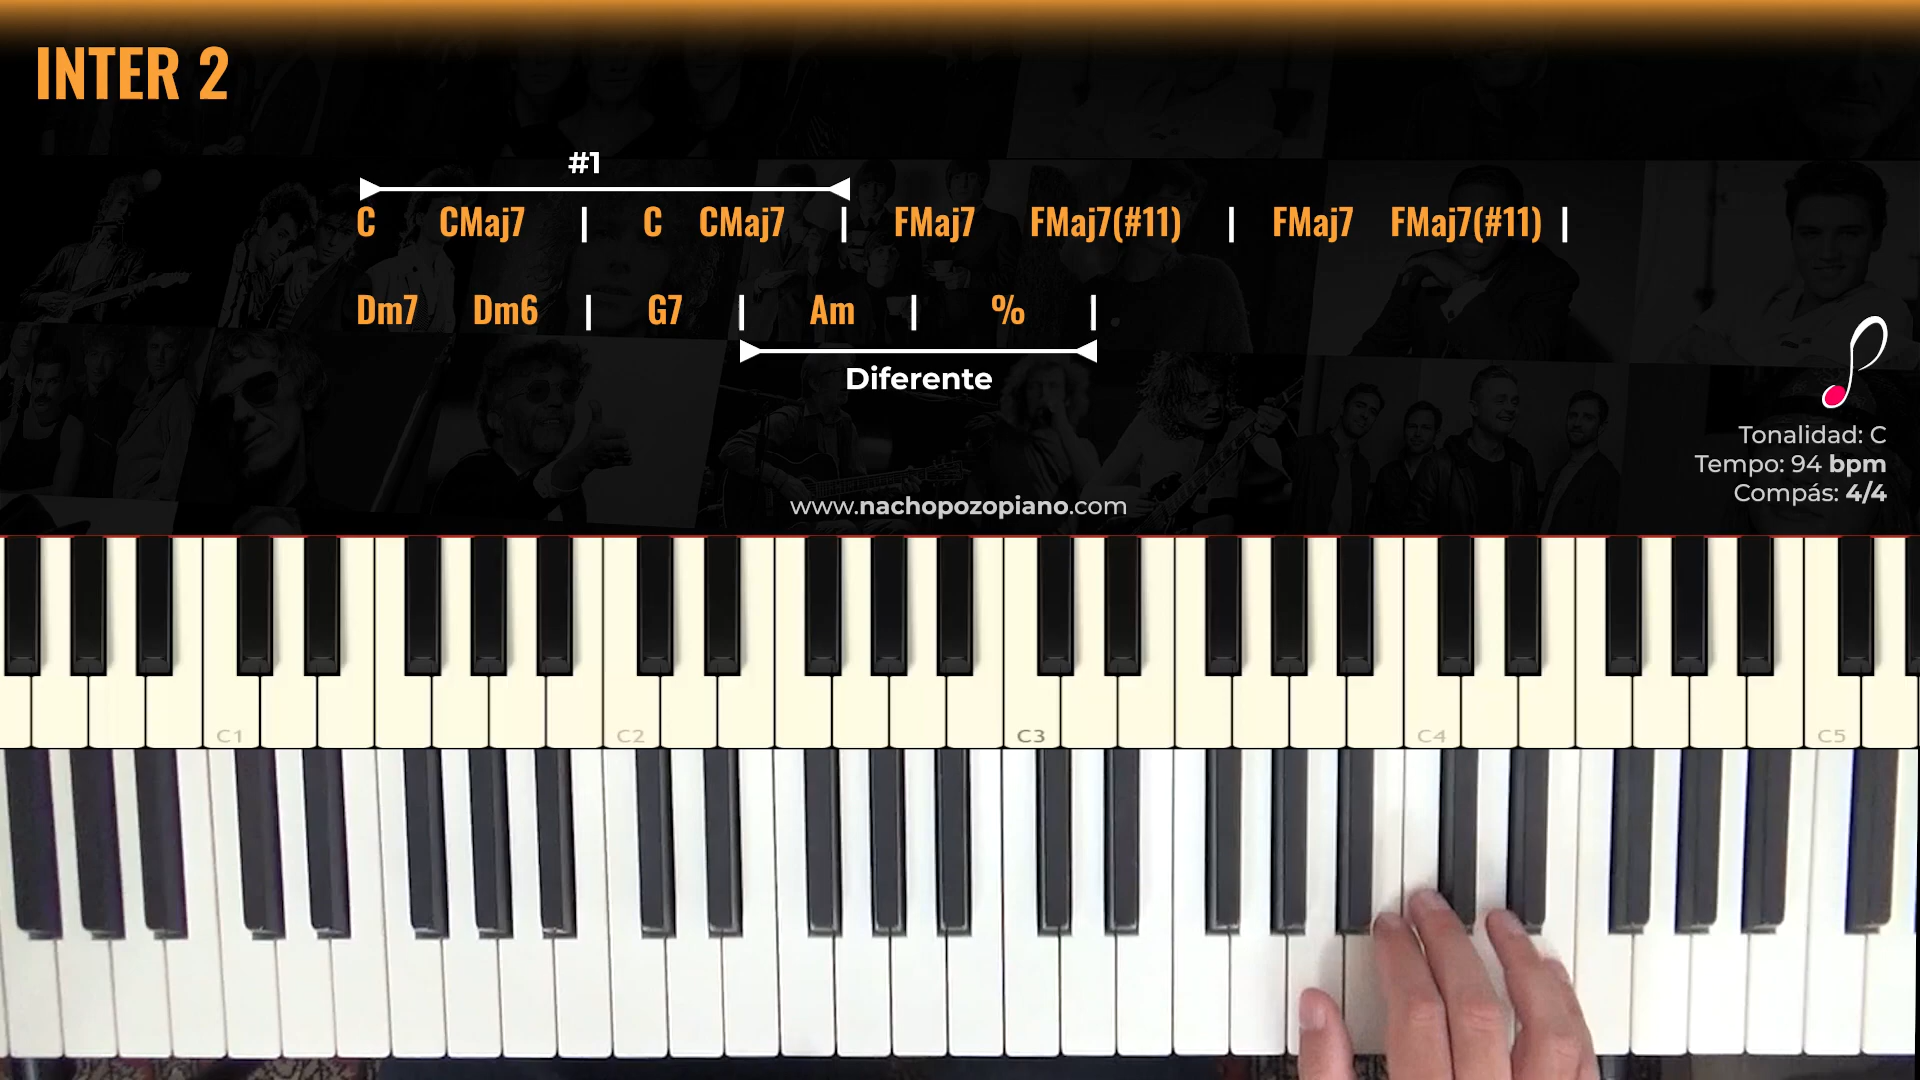 INTER 2
#1
C CMaj7 | C CMaj7 | FMaj7 FMaj7(#11) | FMaj7 FMaj7(#11) |
Dm7 Dm6 | G7 | Am | % |
Diferente
Tonalidad: C
Tempo: 94 bpm
Compás: 4/4
www.nachopozopiano.com
C1 C2 C3 C4 C5